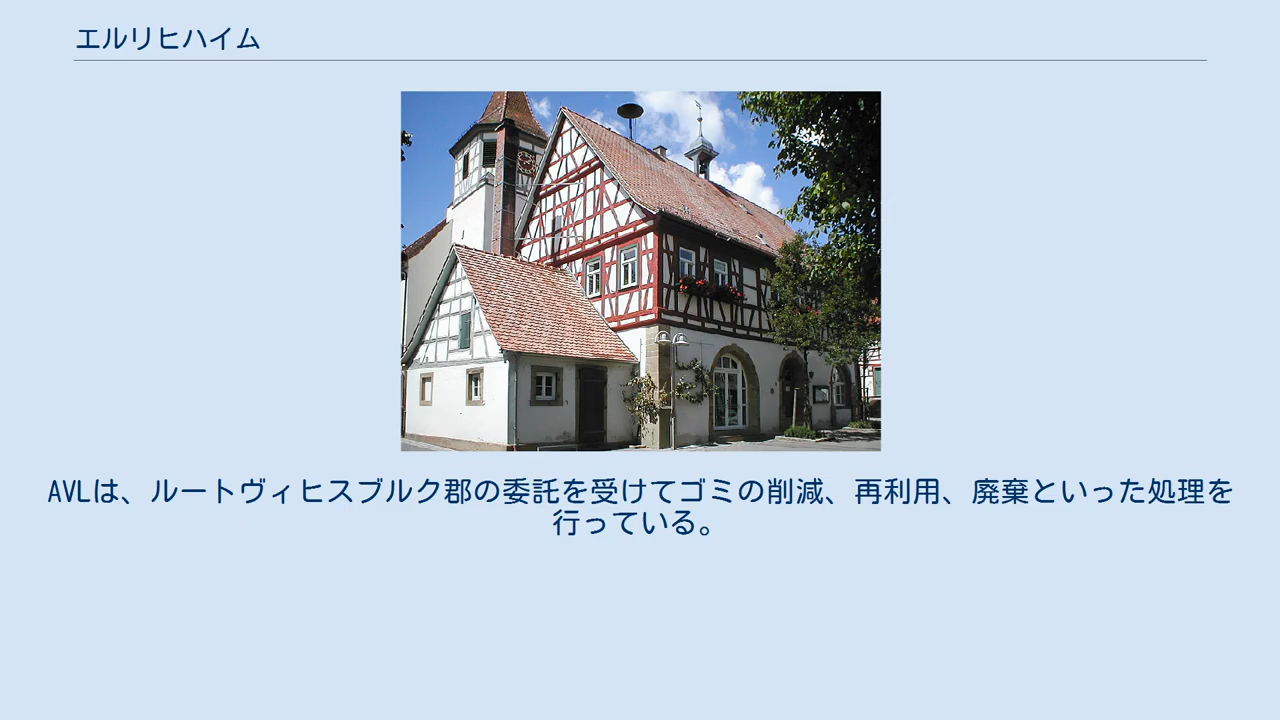 エルリヒハイム
AVLは、ルートヴィヒスブルク郡の委託を受けてゴミの削減、再利用、廃棄といった処理を
行っている。